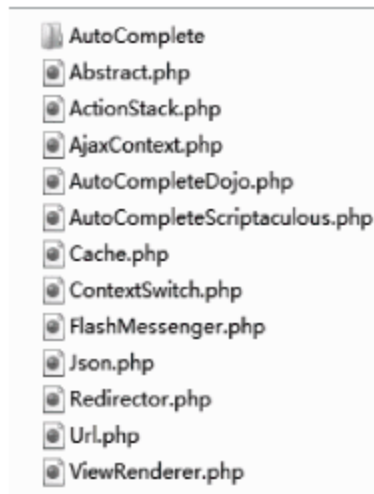 AutoComplete
Abstract.php
ActionStack.php
AjaxContext.php
AutoCompleteDojo.php
AutoCompleteScriptaculous.php
Cache.php
ContextSwitch.php
FlashMessenger.php
Json.php
Redirector.php
Url.php
ViewRenderer.php